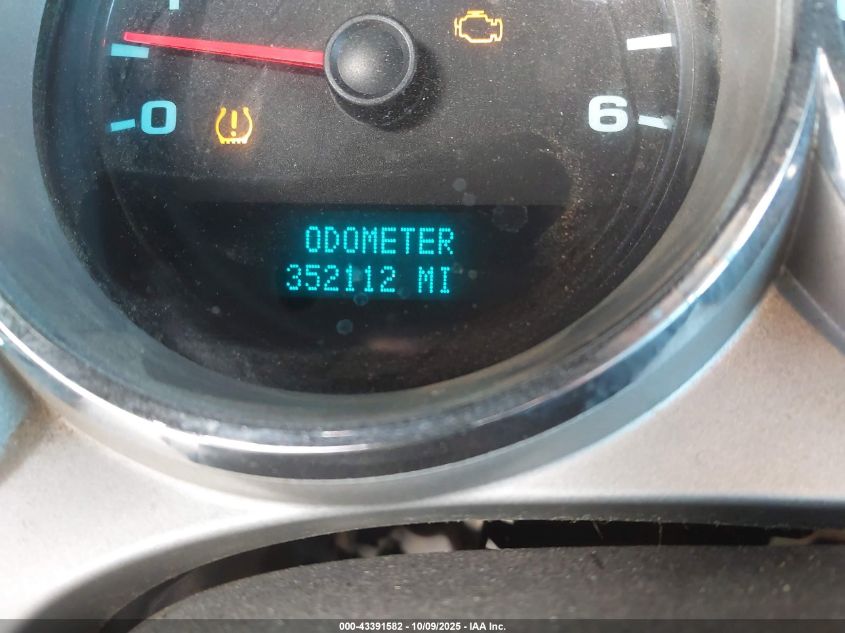 0
6
ODOMETER
352112 MI
000-43391582 - 10/09/2025 - IAA Inc.